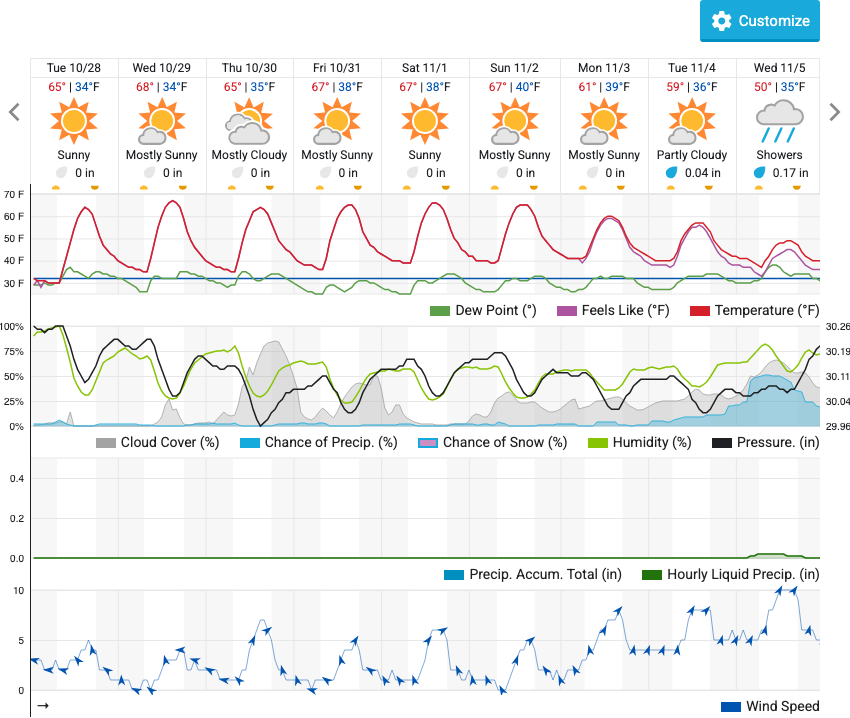 Customize
Tue 10/28 Wed 10/29 Thu 10/30 Fri 10/31 Sat 11/1 Sun 11/2 Mon 11/3 Tue 11/4 Wed 11/5
65° | 34°F 68° | 34°F 65° | 35°F 67° | 38°F 67° | 38°F 67° | 40°F 61° | 39°F 59° | 36°F 50° | 35°F
Sunny Mostly Sunny Mostly Cloudy Mostly Sunny Sunny Mostly Sunny Mostly Sunny Partly Cloudy Showers
0 in 0 in 0 in 0 in 0 in 0 in 0 in 0.04 in 0.17 in
70 F
60 F
50 F
40 F
30 F
Dew Point (°) Feels Like (°F) Temperature (°F)
100% 30.26
75% 30.19
50% 30.11
25% 30.04
0% 29.96
Cloud Cover (%) Chance of Precip. (%) Chance of Snow (%) Humidity (%) Pressure. (in)
0.4
0.2
0.0
Precip. Accum. Total (in) Hourly Liquid Precip. (in)
10
5
0
→ Wind Speed